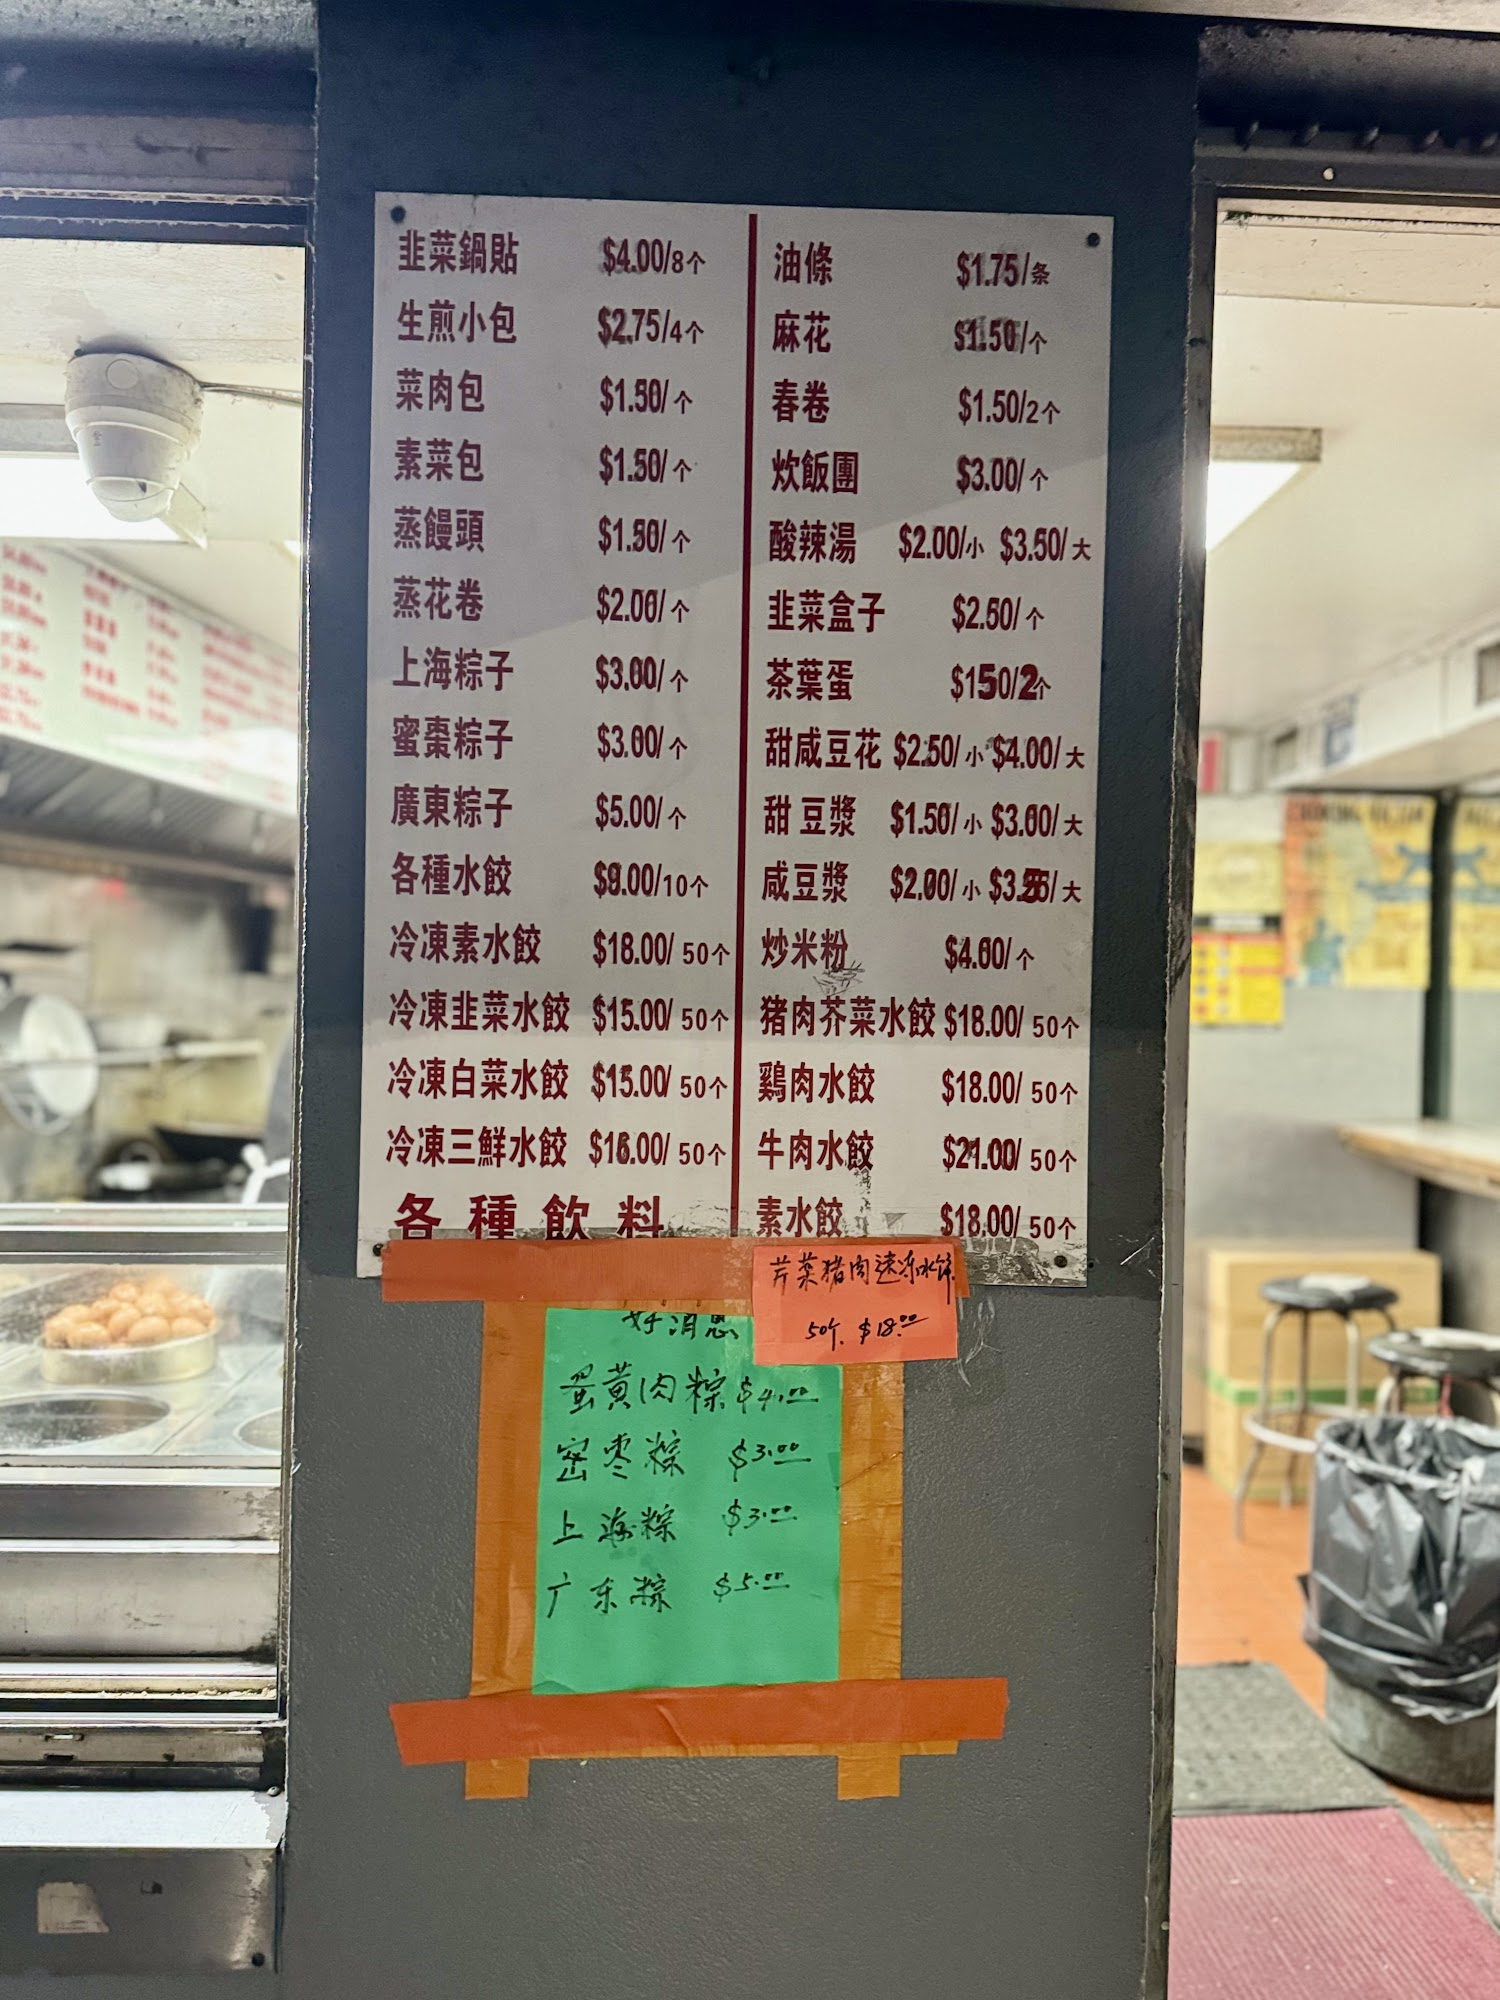 韭菜鍋貼 $4.00/8个
生煎小包 $2.75/4个
菜肉包 $1.50/个
素菜包 $1.50/个
蒸饅頭 $1.50/个
蒸花卷 $2.00/个
上海粽子 $3.00/个
蜜棗粽子 $3.00/个
廣東粽子 $5.00/个
各種水餃 $9.00/10个
冷凍素水餃 $18.00/ 50个
冷凍韭菜水餃 $15.00/ 50个
冷凍白菜水餃 $15.00/ 50个
冷凍三鮮水餃 $16.00/ 50个
各種飲料
油條 $1.75/条
麻花 $1.50/个
春卷 $1.50/2个
炊飯團 $3.00/个
酸辣湯 $2.00/小 $3.50/大
韭菜盒子 $2.50/个
茶葉蛋 $150/2个
甜咸豆花 $2.50/小 $4.00/大
甜豆漿 $1.50/小 $3.00/大
咸豆漿 $2.00/小 /大
炒米粉 $4.00/个
猪肉芥菜水餃 $18.00/ 50个
鷄肉水餃 $18.00/ 50个
牛肉水餃 $21.00/ 50个
素水餃 $18.00/ 50个
芹菜猪肉速冻水饺
50个. $18.00
好消息
蛋黄肉粽 $4.00
密枣粽 $3.00
上海粽 $3.00
广东粽 $5.00